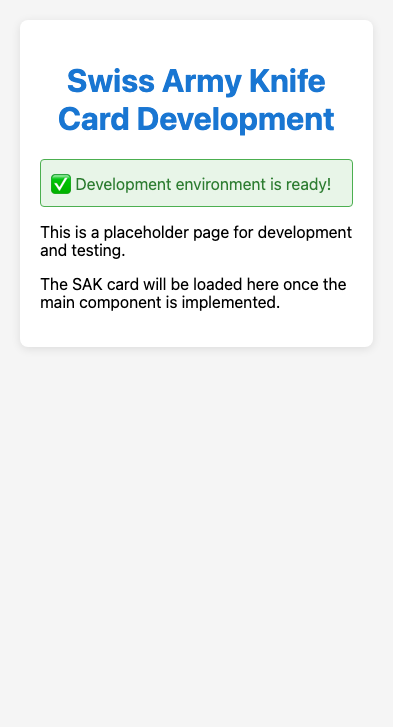 Swiss Army Knife
Card Development
✅ Development environment is ready!
This is a placeholder page for development
and testing.
The SAK card will be loaded here once the
main component is implemented.